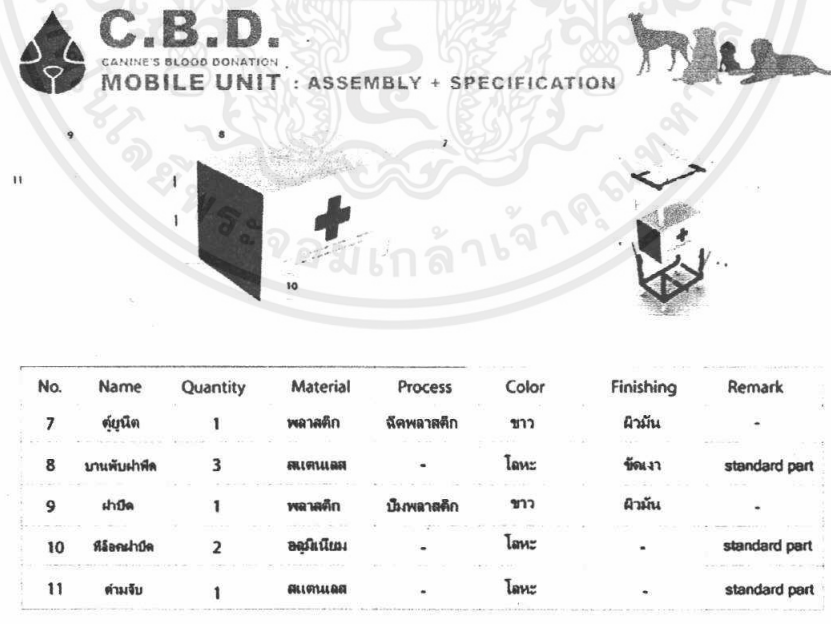 C.B.D.
CANINE'S BLOOD DONATION
MOBILE UNIT : ASSEMBLY + SPECIFICATION
9 8 7
11
10
No. Name Quantity Material Process Color Finishing Remark
7 ตู้ยูนิต 1 พลาสติก ฉีดพลาสติก ขาว ผิวมัน -
8 บานพับฝาพีด 3 สแตนเลส - โลหะ ขัดเงา standard part
9 ฝาปิด 1 พลาสติก ปั๊มพลาสติก ขาว ผิวมัน -
10 ที่ล็อคฝาปิด 2 อลูมิเนียม - โลหะ - standard part
11 ด้ามจับ 1 สแตนเลส - โลหะ - standard part